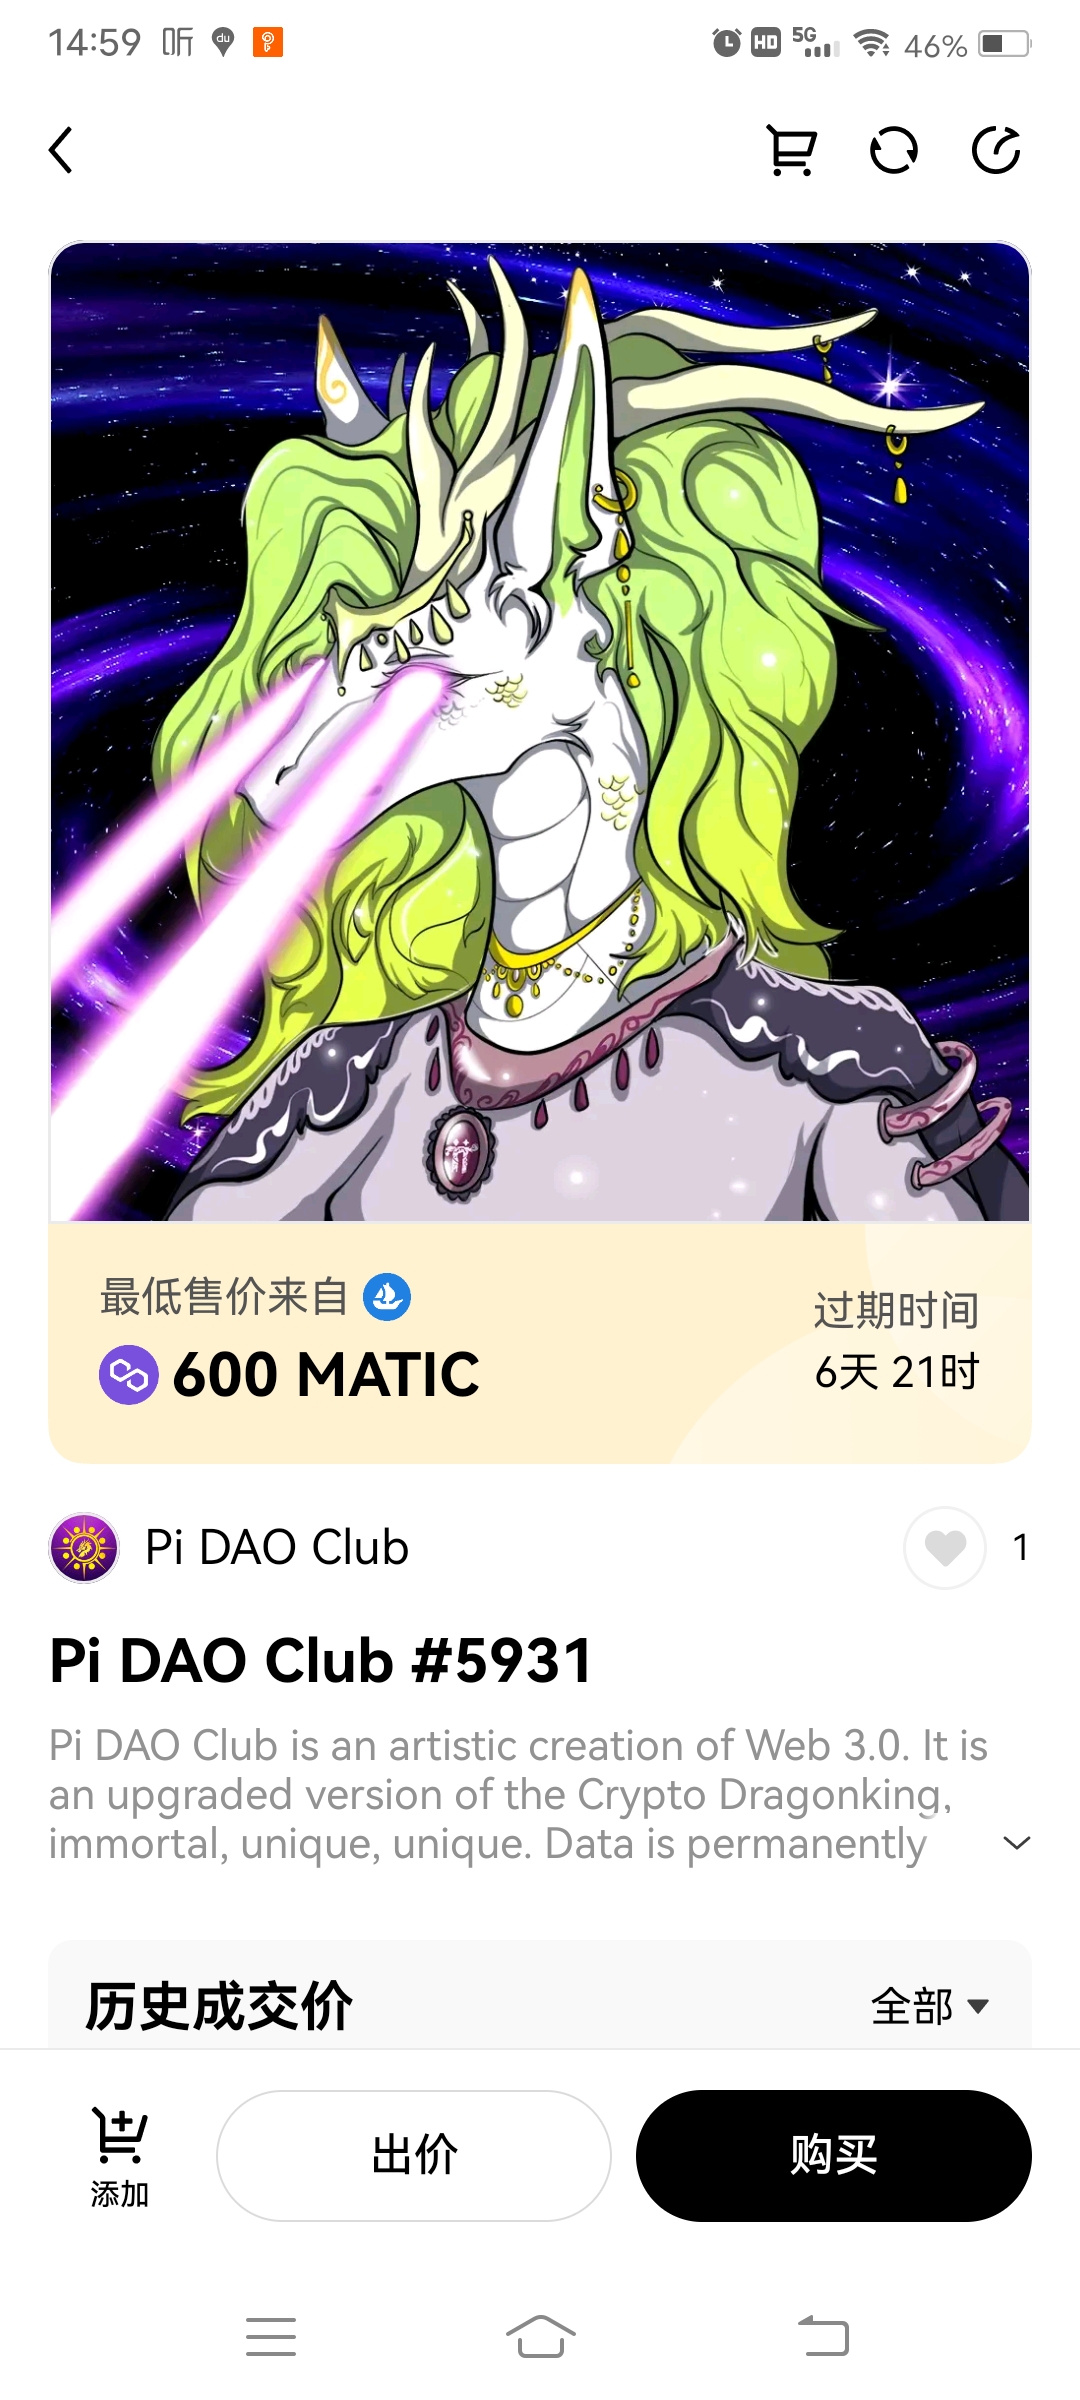 14:59 听 du HD 5G 46%
最低售价来自
过期时间
600 MATIC
6天 21时
Pi DAO Club
1
Pi DAO Club #5931
Pi DAO Club is an artistic creation of Web 3.0. It is
an upgraded version of the Crypto Dragonking,
immortal, unique, unique. Data is permanently
历史成交价
全部
添加
出价
购买